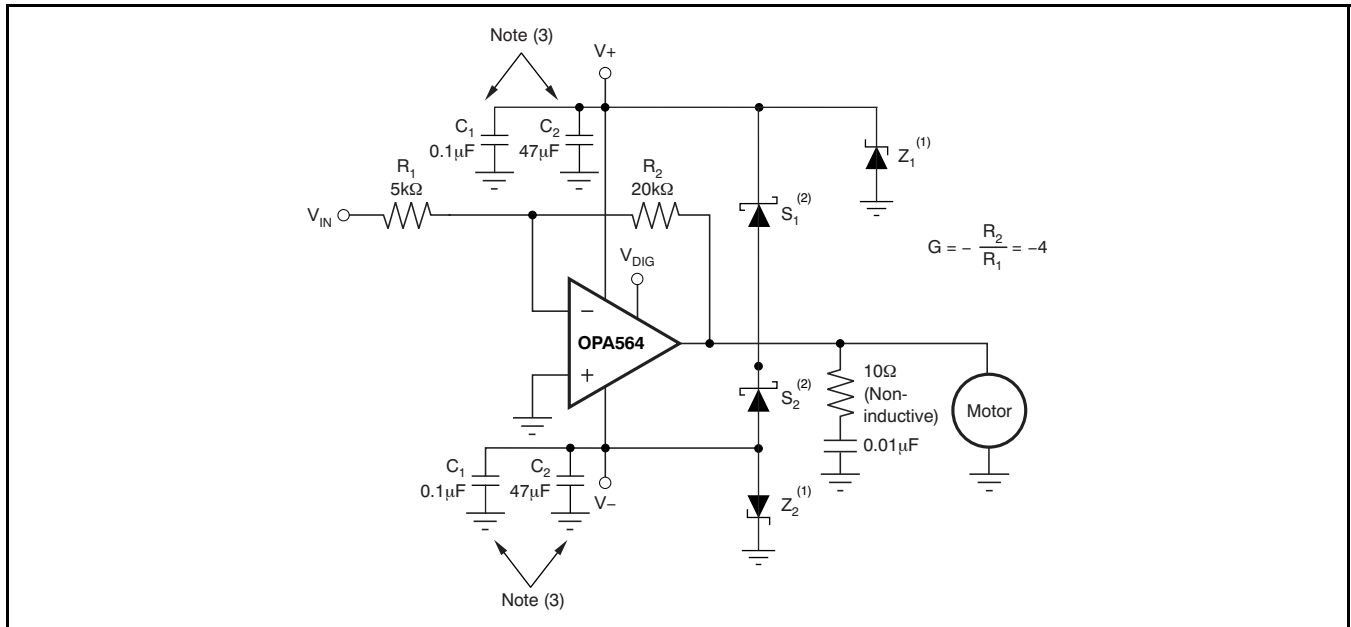 Note (3)
V+
C1
0.1μF
C2
47μF
Z1(1)
R1
5kΩ
R2
20kΩ
S1(2)
VIN
G = − R2/R1 = −4
VDIG
−
OPA564
+
10Ω
(Non-
inductive)
S2(2)
Motor
0.01μF
C1
0.1μF
C2
47μF
V−
Z2(1)
Note (3)